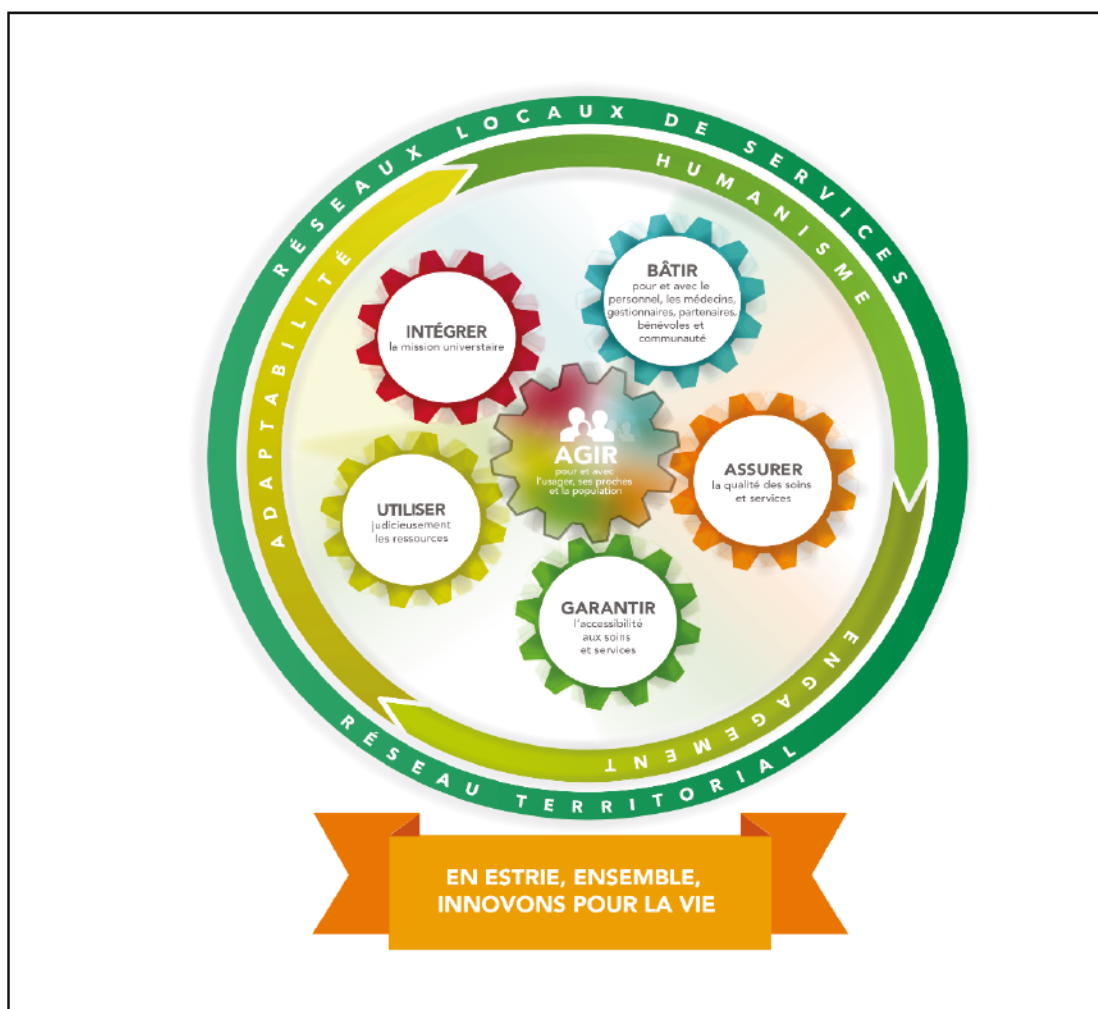 RÉSEAUX LOCAUX DE SERVICES
HUMANISME
ADAPTABILITÉ
BÂTIR
pour et avec le
personnel, les médecins,
gestionnaires, partenaires,
bénévoles et
communauté
INTÉGRER
la mission universtaire
AGIR
pour et avec
l'usager, ses proches
et la population
ASSURER
la qualité des soins
et services
UTILISER
judicieusement
les ressources
GARANTIR
l'accessibilité
aux soins
et services
ENGAGEMENT
RÉSEAU TERRITORIAL
EN ESTRIE, ENSEMBLE,
INNOVONS POUR LA VIE